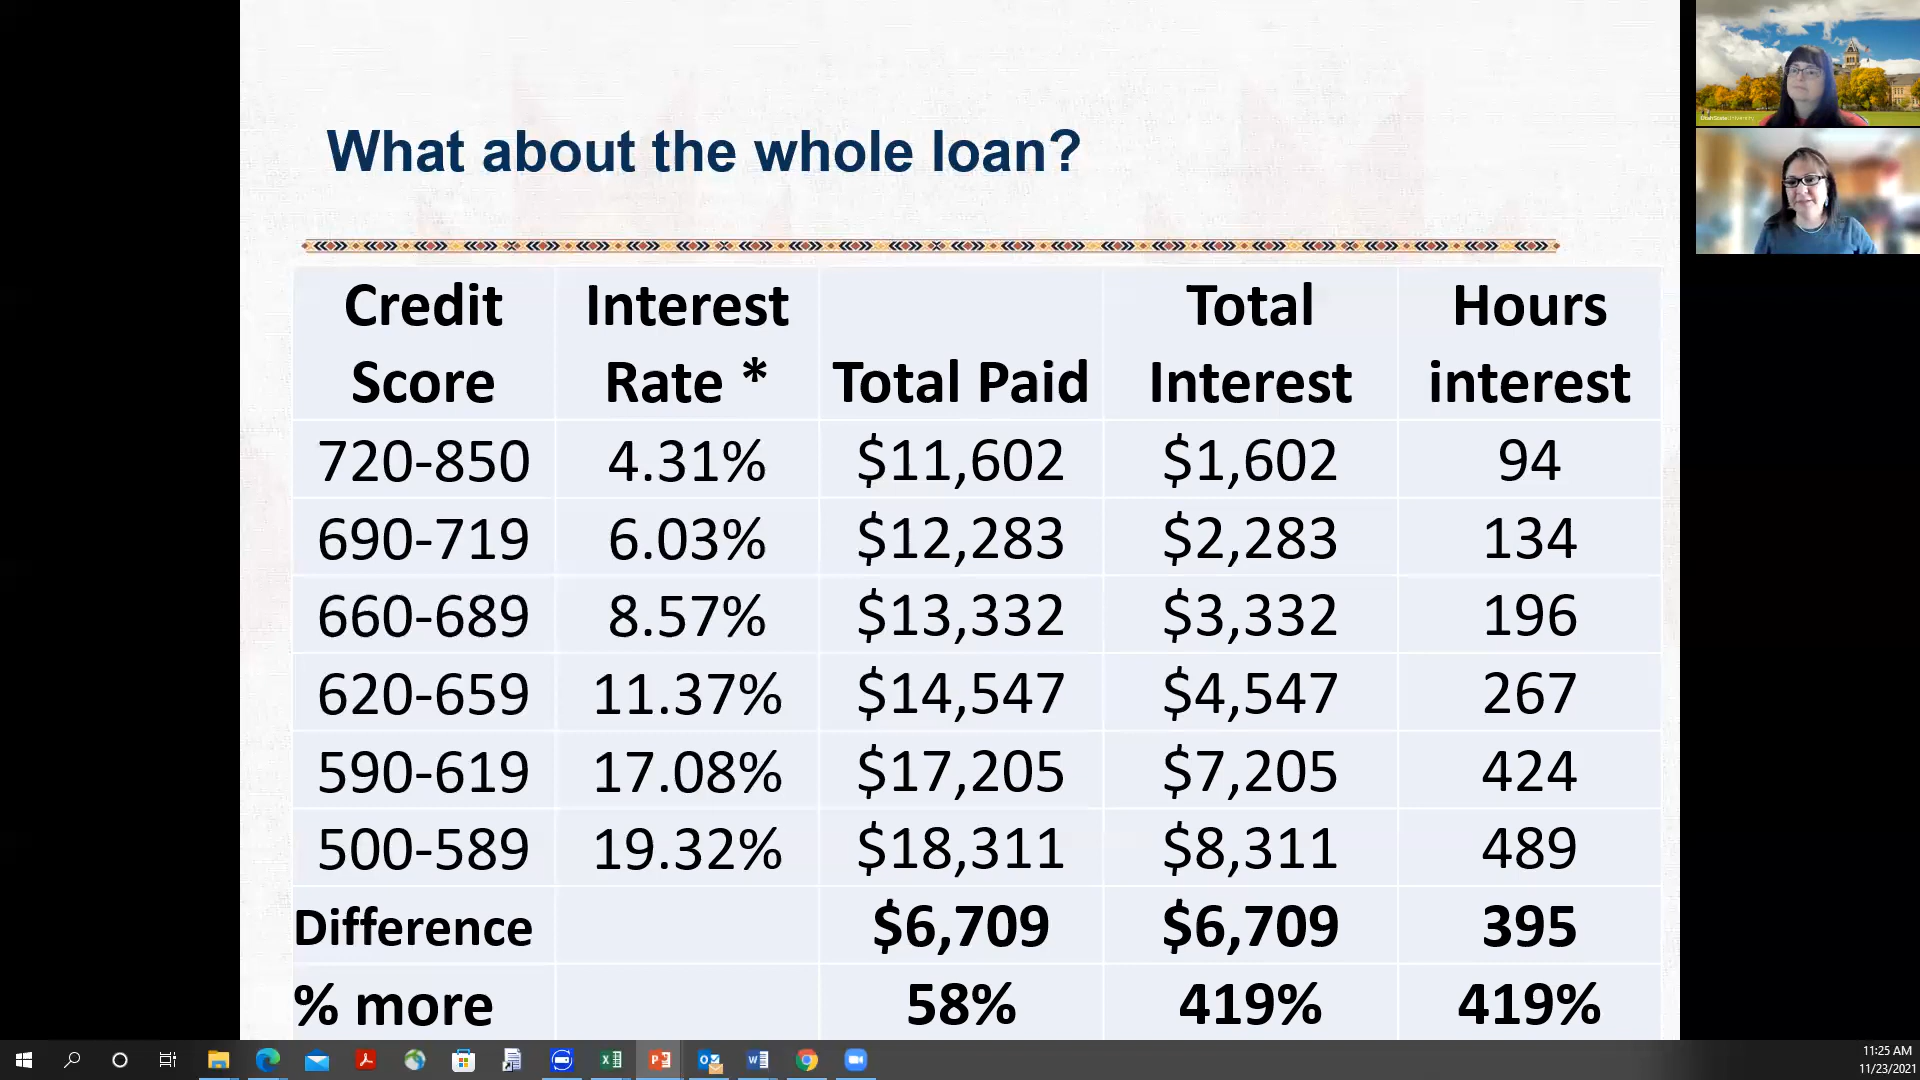 What about the whole loan?
Credit Score Interest Rate * Total Paid Total Interest Hours interest
720-850 4.31% $11,602 $1,602 94
690-719 6.03% $12,283 $2,283 134
660-689 8.57% $13,332 $3,332 196
620-659 11.37% $14,547 $4,547 267
590-619 17.08% $17,205 $7,205 424
500-589 19.32% $18,311 $8,311 489
Difference $6,709 $6,709 395
% more 58% 419% 419%
UtahStateUniversity
11:25 AM
11/23/2021